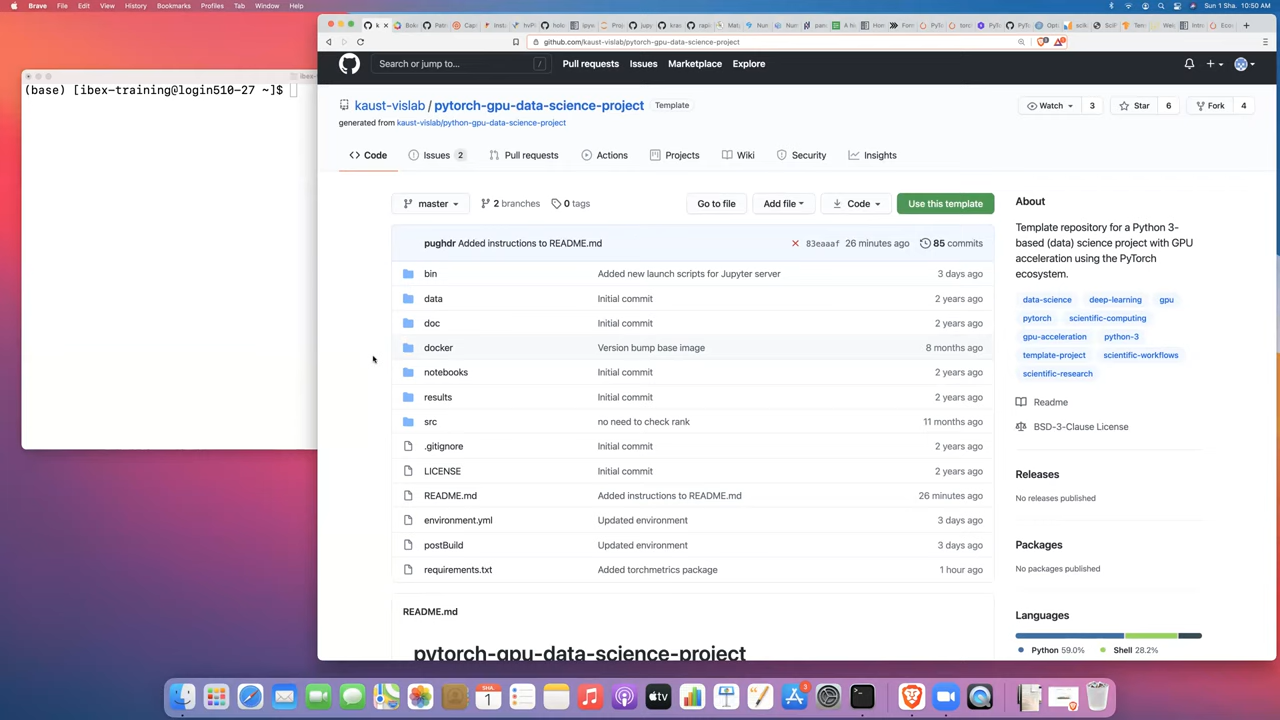 Brave File Edit View History Bookmarks Profiles Tab Window Help
Sun 1 Sha. 10:50 AM
github.com/kaust-vislab/pytorch-gpu-data-science-project
(base) [ibex-training@login510-27 ~]$
Search or jump to...
/
Pull requests Issues Marketplace Explore
kaust-vislab / pytorch-gpu-data-science-project Template
generated from kaust-vislab/python-gpu-data-science-project
Watch 3 Star 6 Fork 4
Code Issues 2 Pull requests Actions Projects Wiki Security Insights
master 2 branches 0 tags Go to file Add file Code Use this template
pughdr Added instructions to README.md 83eaaaf 26 minutes ago 85 commits
bin Added new launch scripts for Jupyter server 3 days ago
data Initial commit 2 years ago
doc Initial commit 2 years ago
docker Version bump base image 8 months ago
notebooks Initial commit 2 years ago
results Initial commit 2 years ago
src no need to check rank 11 months ago
.gitignore Initial commit 2 years ago
LICENSE Initial commit 2 years ago
README.md Added instructions to README.md 26 minutes ago
environment.yml Updated environment 3 days ago
postBuild Updated environment 3 days ago
requirements.txt Added torchmetrics package 1 hour ago
README.md
pytorch-gpu-data-science-project
About
Template repository for a Python 3-
based (data) science project with GPU
acceleration using the PyTorch
ecosystem.
data-science deep-learning gpu
pytorch scientific-computing
gpu-acceleration python-3
template-project scientific-workflows
scientific-research
Readme
BSD-3-Clause License
Releases
No releases published
Packages
No packages published
Languages
Python 59.0% Shell 28.2%
SHA.
1
tv
3